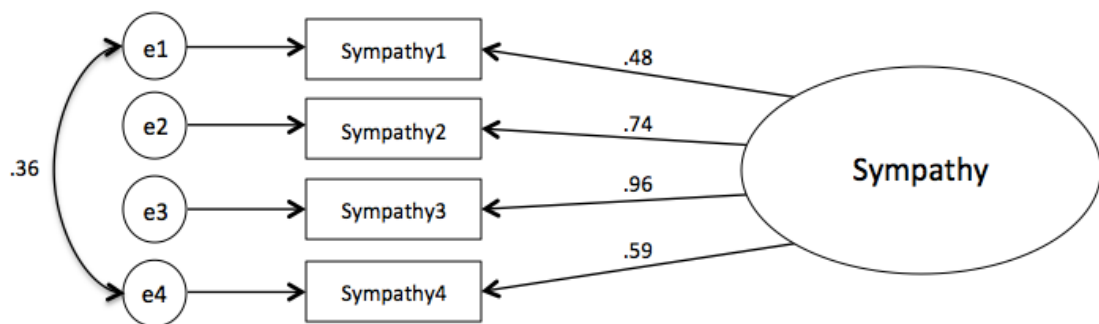 e1 Sympathy1 .48
e2 Sympathy2 .74
.36 Sympathy
e3 Sympathy3 .96
e4 Sympathy4 .59